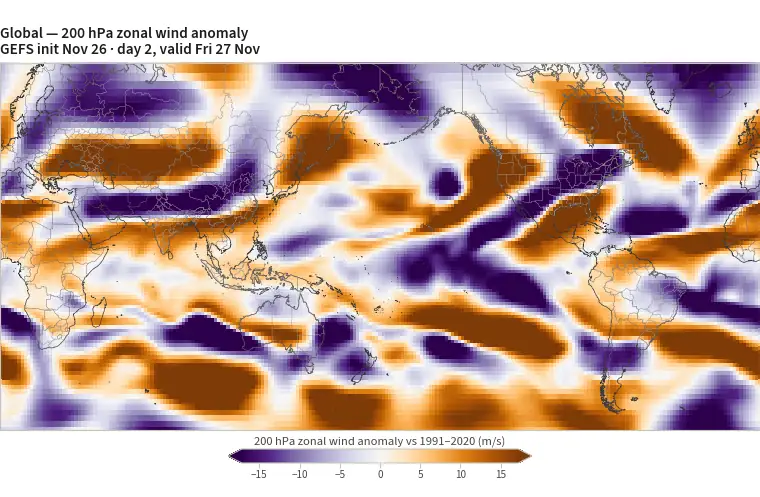 Global — 200 hPa zonal wind anomaly
GEFS init Nov 26 · day 2, valid Fri 27 Nov
200 hPa zonal wind anomaly vs 1991–2020 (m/s)
−15 −10 −5 0 5 10 15